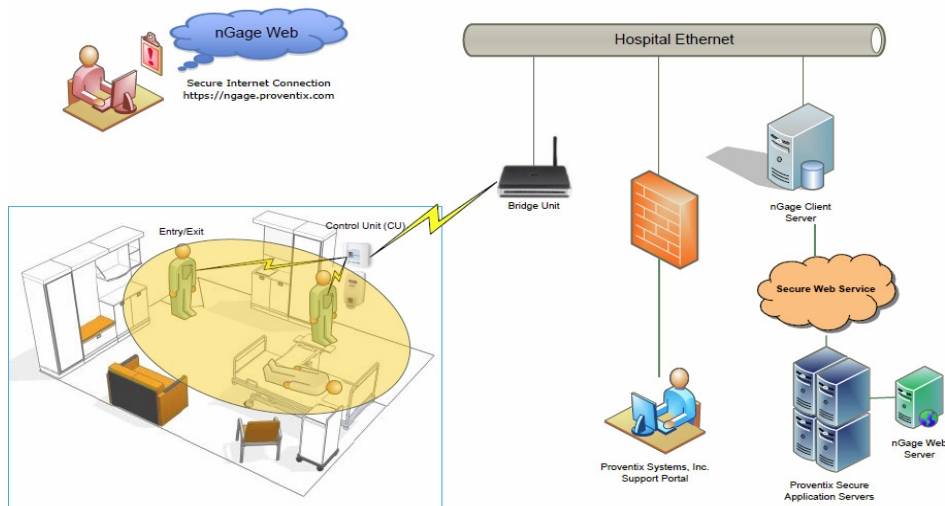 nGage Web
Secure Internet Connection
https://ngage.proventix.com
Hospital Ethernet
Bridge Unit
nGage Client
Server
Entry/Exit
Control Unit (CU)
Secure Web Service
Proventix Systems, Inc.
Support Portal
nGage Web
Server
Proventix Secure
Application Servers